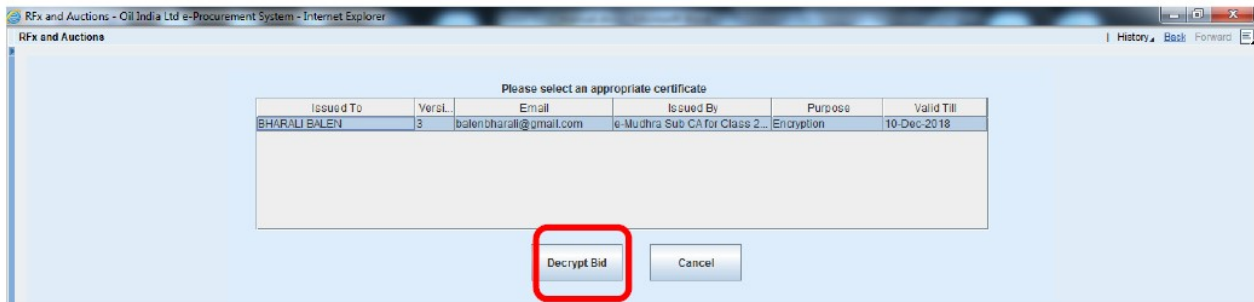 RFx and Auctions - Oil India Ltd e-Procurement System - Internet Explorer
RFx and Auctions | History Back Forward
Please select an appropriate certificate
Issued To Versi... Email Issued By Purpose Valid Till
BHARALI BALEN 3 balenbharali@gmail.com e-Mudhra Sub CA for Class 2... Encryption 10-Dec-2018
Decrypt Bid Cancel